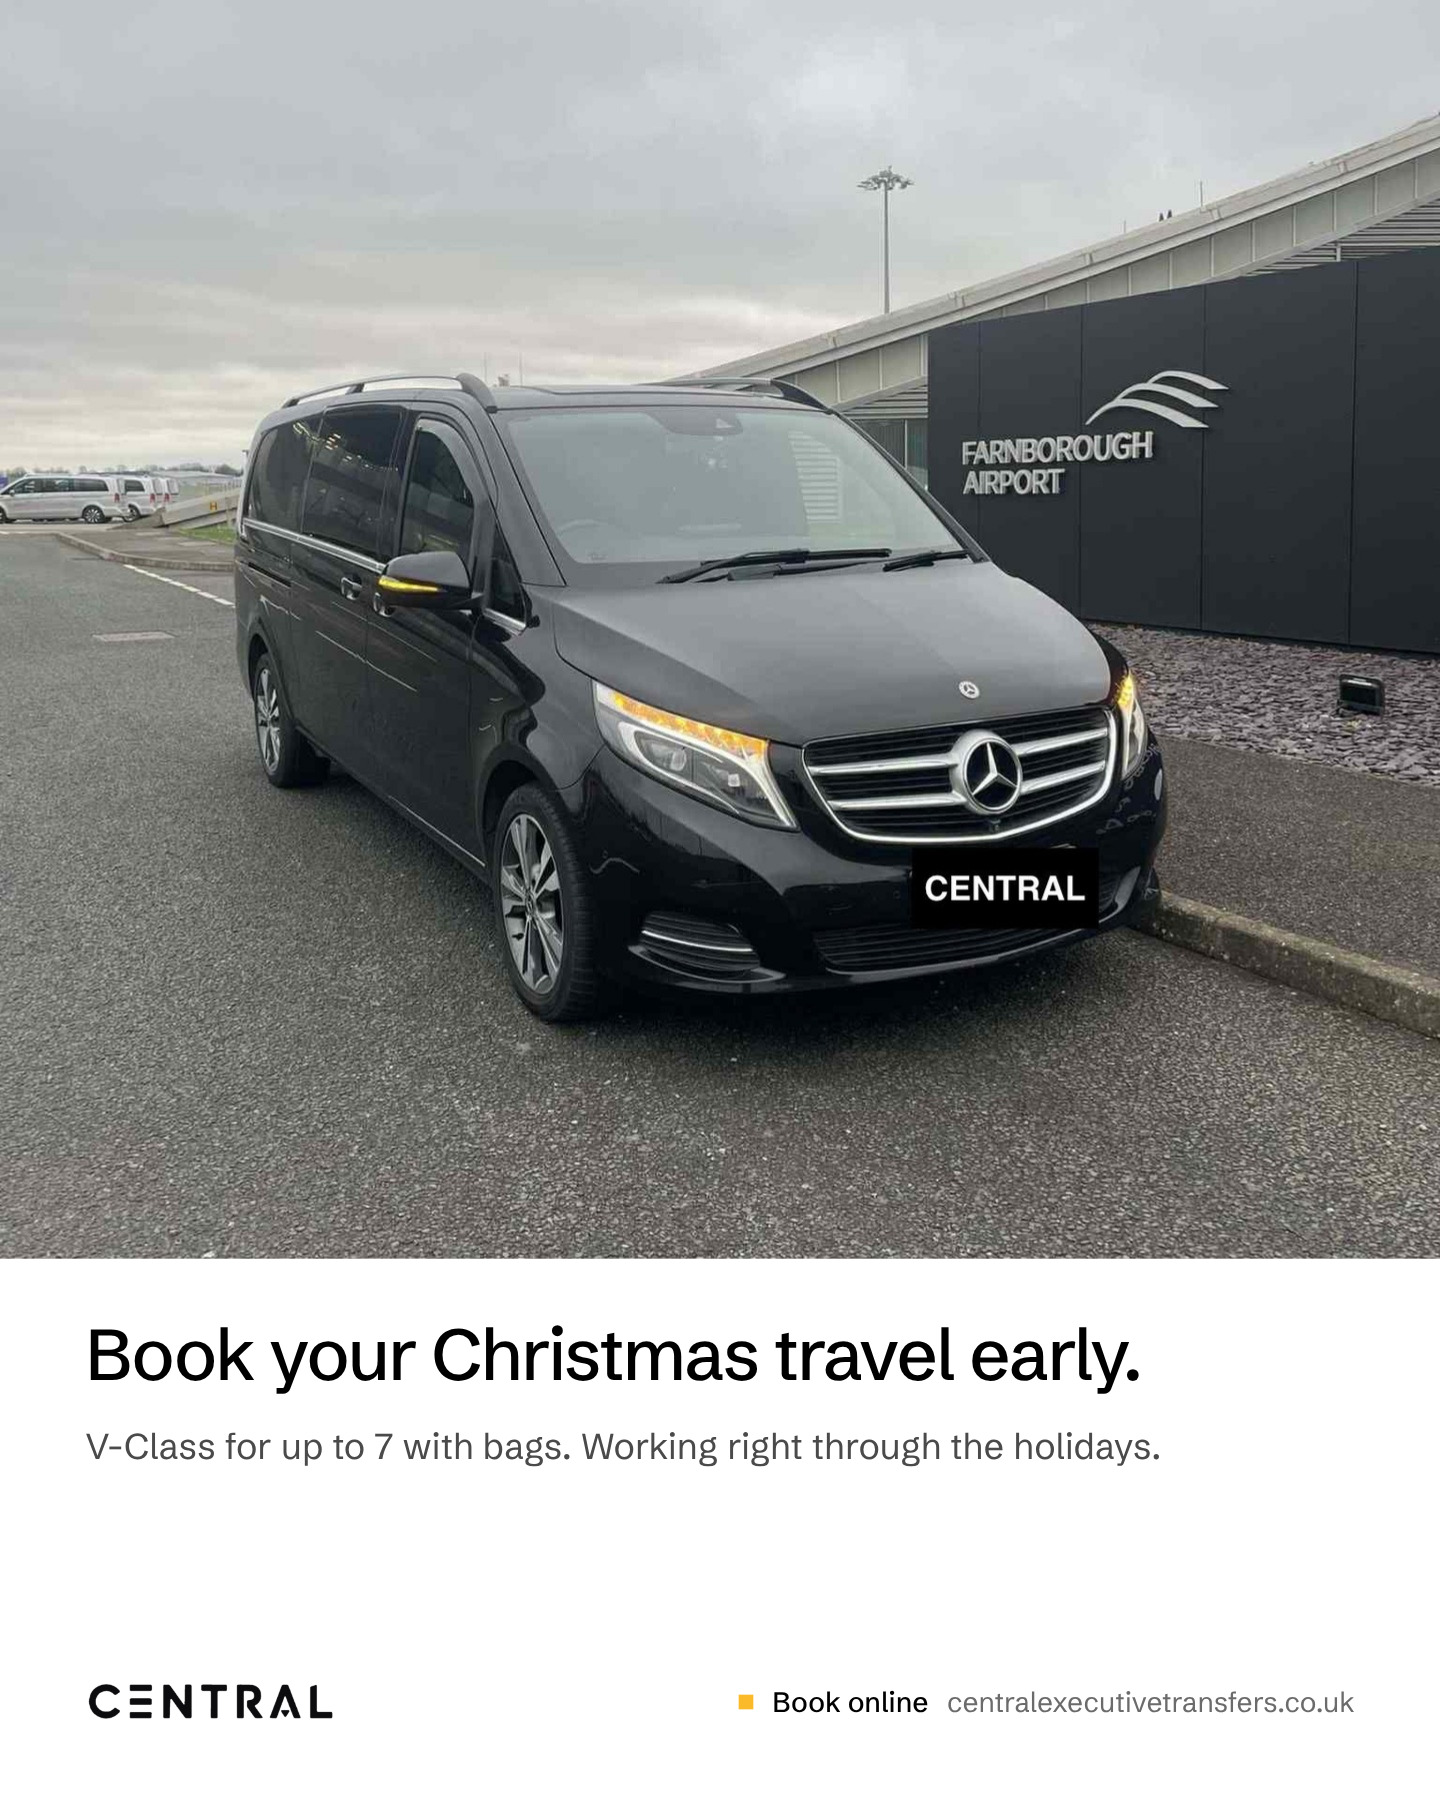 FARNBOROUGH
AIRPORT
CENTRAL
Book your Christmas travel early.
V-Class for up to 7 with bags. Working right through the holidays.
CENTRAL
Book online centralexecutivetransfers.co.uk